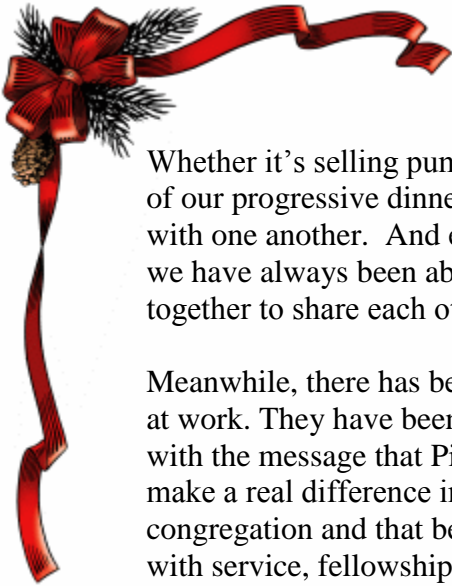 Whether it’s selling pun
of our progressive dinne
with one another.  And e
we have always been ab
together to share each o
Meanwhile, there has be
at work. They have been
with the message that Pi
make a real difference in
congregation and that be
with service, fellowship